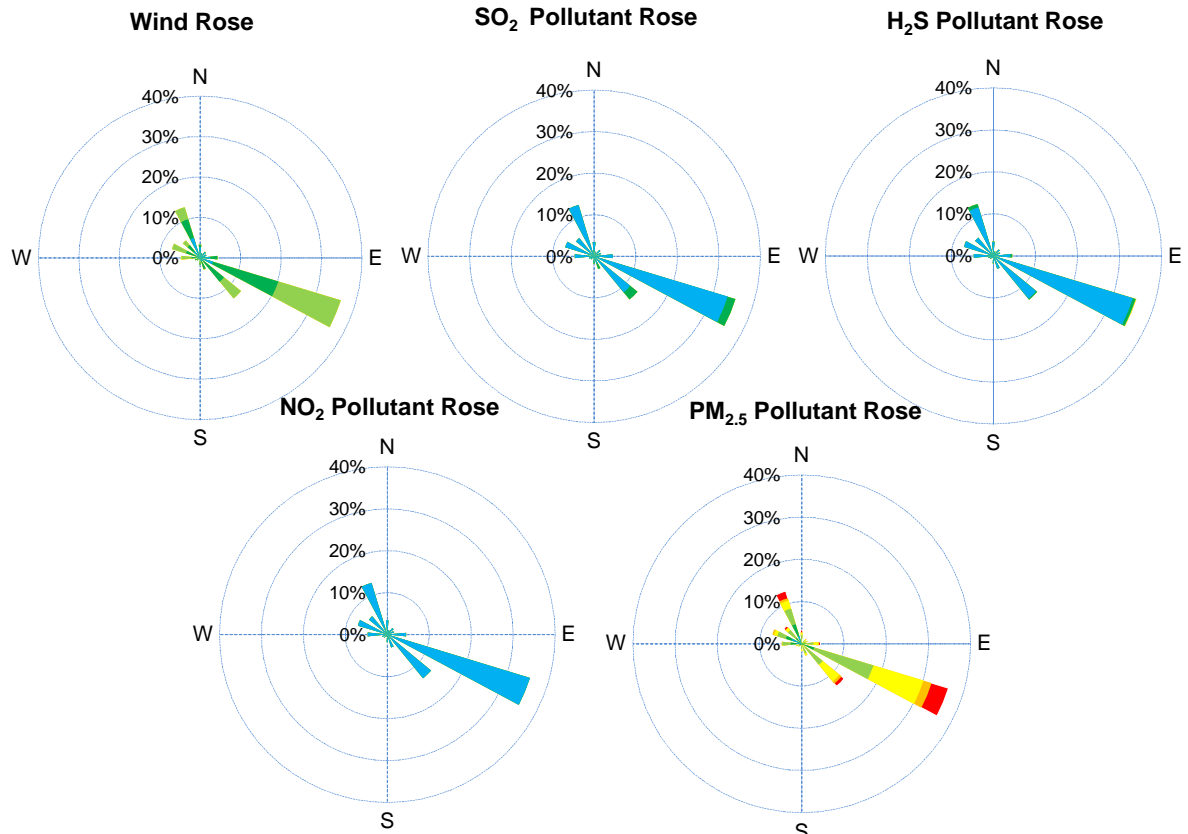 Wind Rose
N
40%
30%
20%
10%
0%
W
E
S
SO₂ Pollutant Rose
N
40%
30%
20%
10%
0%
W
E
S
H₂S Pollutant Rose
N
40%
30%
20%
10%
0%
W
E
S
NO₂ Pollutant Rose
N
40%
30%
20%
10%
0%
W
E
S
PM₂.₅ Pollutant Rose
N
40%
30%
20%
10%
0%
W
E
S